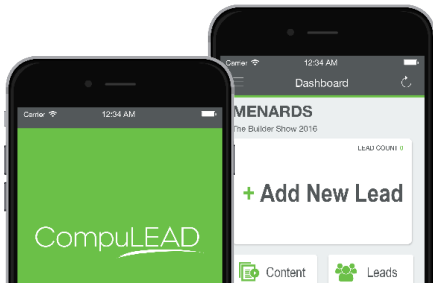 Carrier 12:34 AM
CompuLEAD
Carrier 12:34 AM
Dashboard
MENARDS
The Builder Show 2016
LEAD COUNT 0
+ Add New Lead
Content Leads